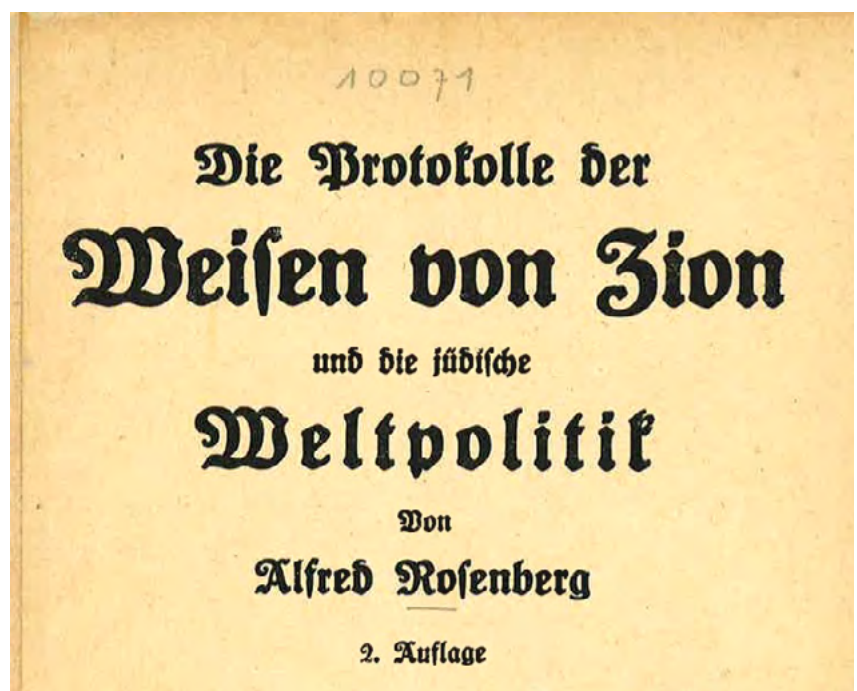 10071
Die Protokolle der
Weisen von Zion
und die jüdische
Weltpolitik
Von
Alfred Rosenberg
2. Auflage